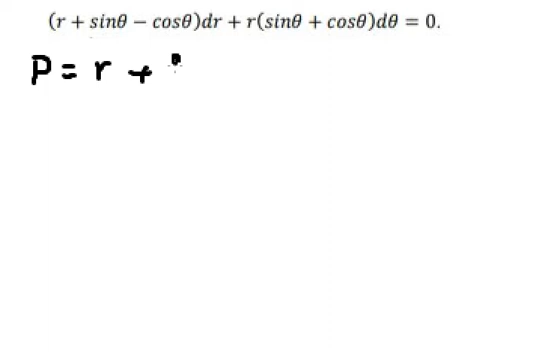 (r + sinθ − cosθ)dr + r(sinθ + cosθ)dθ = 0.
P = r +